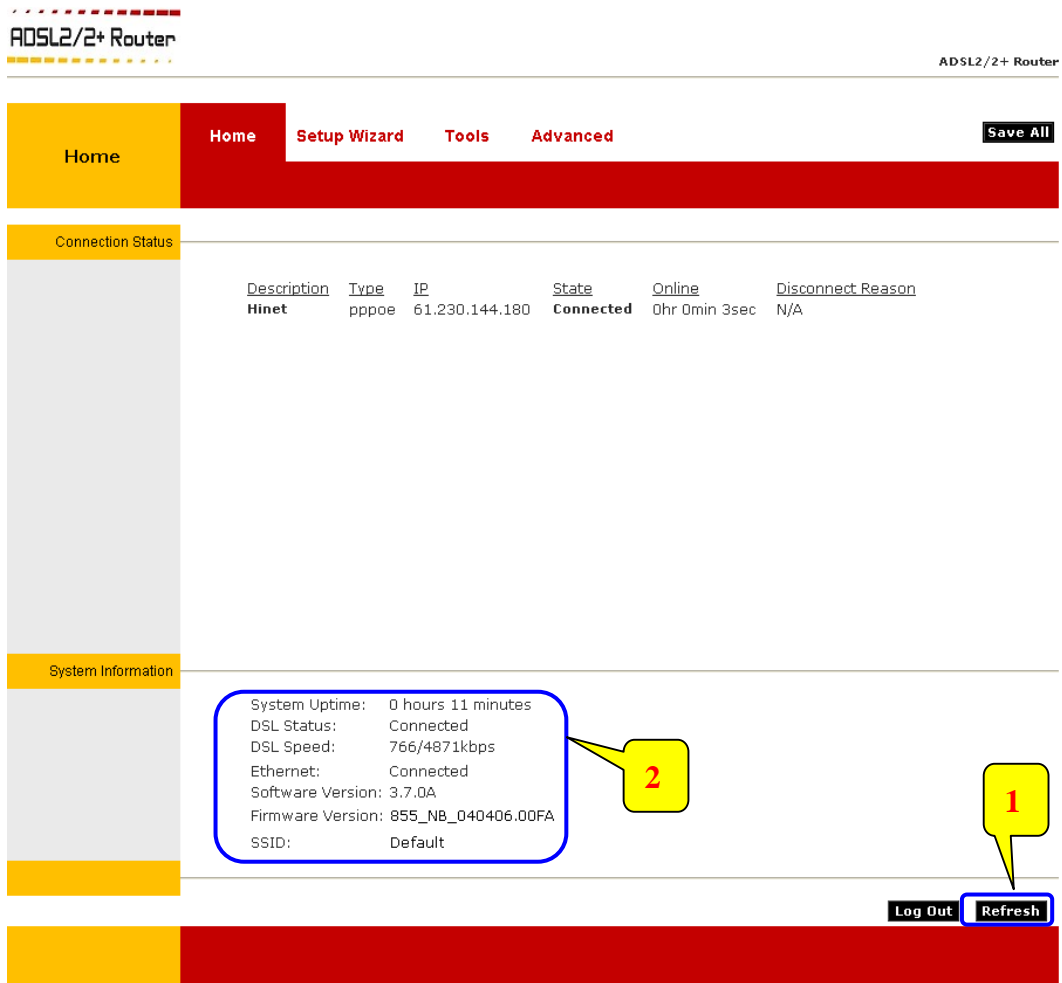 ADSL2/2+ Router
ADSL2/2+ Router
Home
Home Setup Wizard Tools Advanced
Save All
Connection Status
Description Type IP State Online Disconnect Reason
Hinet pppoe 61.230.144.180 Connected 0hr 0min 3sec N/A
System Information
System Uptime: 0 hours 11 minutes
DSL Status: Connected
DSL Speed: 766/4871kbps
Ethernet: Connected
Software Version: 3.7.0A
Firmware Version: 855_NB_040406.00FA
SSID: Default
2
1
Log Out Refresh